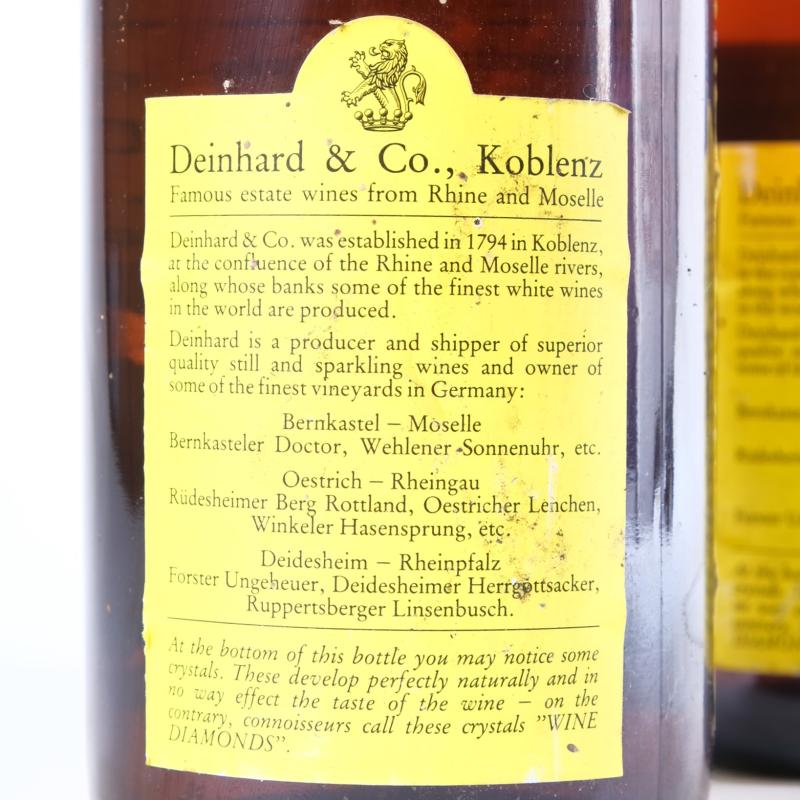 Deinhard & Co., Koblenz
Famous estate wines from Rhine and Moselle
Deinhard & Co. was established in 1794 in Koblenz,
at the confluence of the Rhine and Moselle rivers,
along whose banks some of the finest white wines
in the world are produced.
Deinhard is a producer and shipper of superior
quality still and sparkling wines and owner of
some of the finest vineyards in Germany:
Bernkastel – Moselle
Bernkasteler Doctor, Wehlener Sonnenuhr, etc.
Oestrich – Rheingau
Rüdesheimer Berg Rottland, Oestricher Lenchen,
Winkeler Hasensprung, etc.
Deidesheim – Rheinpfalz
Forster Ungeheuer, Deidesheimer Herrgottsacker,
Ruppertsberger Linsenbusch.
At the bottom of this bottle you may notice some
crystals. These develop perfectly naturally and in
no way effect the taste of the wine – on the
contrary, connoisseurs call these crystals "WINE
DIAMONDS".